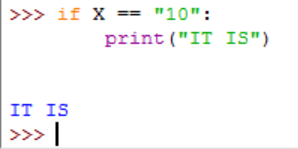 >>> if X == "10":
        print("IT IS")
IT IS
>>>